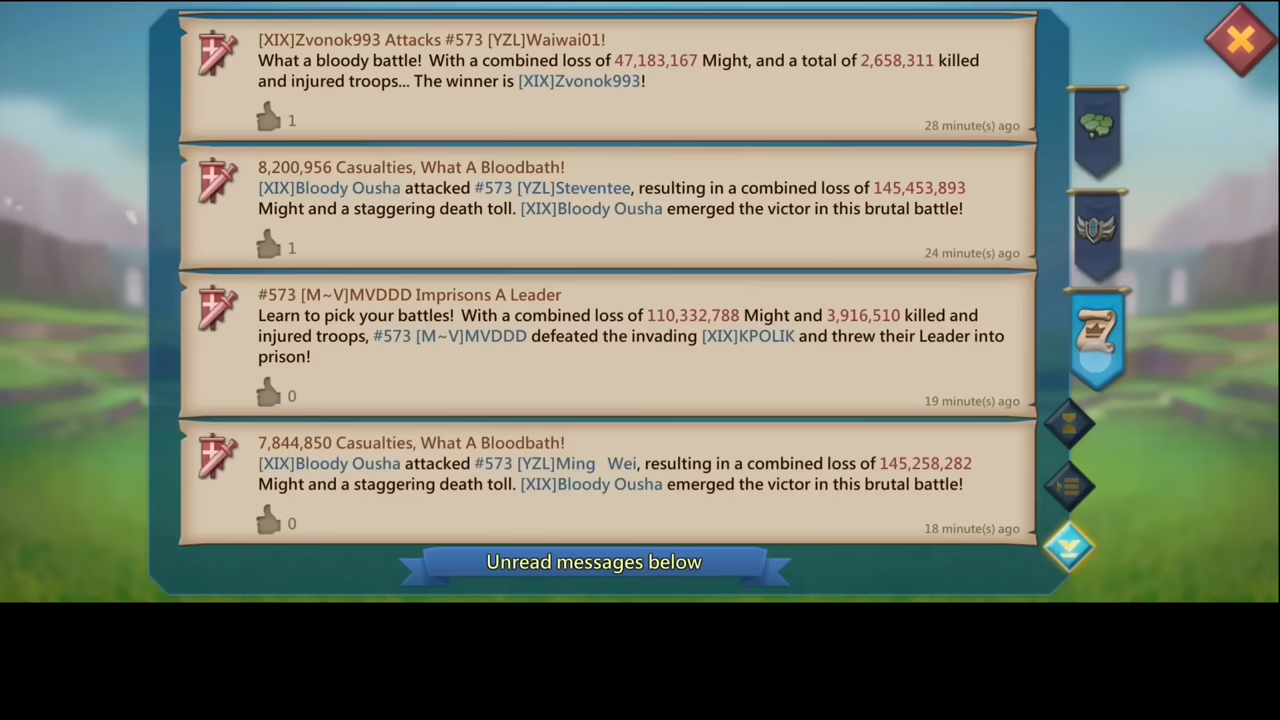 [XIX]Zvonok993 Attacks #573 [YZL]Waiwai01!
What a bloody battle! With a combined loss of 47,183,167 Might, and a total of 2,658,311 killed
and injured troops... The winner is [XIX]Zvonok993!
1
28 minute(s) ago
8,200,956 Casualties, What A Bloodbath!
[XIX]Bloody Ousha attacked #573 [YZL]Steventee, resulting in a combined loss of 145,453,893
Might and a staggering death toll. [XIX]Bloody Ousha emerged the victor in this brutal battle!
1
24 minute(s) ago
#573 [M~V]MVDDD Imprisons A Leader
Learn to pick your battles! With a combined loss of 110,332,788 Might and 3,916,510 killed and
injured troops, #573 [M~V]MVDDD defeated the invading [XIX]KPOLIK and threw their Leader into
prison!
0
19 minute(s) ago
7,844,850 Casualties, What A Bloodbath!
[XIX]Bloody Ousha attacked #573 [YZL]Ming   Wei, resulting in a combined loss of 145,258,282
Might and a staggering death toll. [XIX]Bloody Ousha emerged the victor in this brutal battle!
0
18 minute(s) ago
Unread messages below